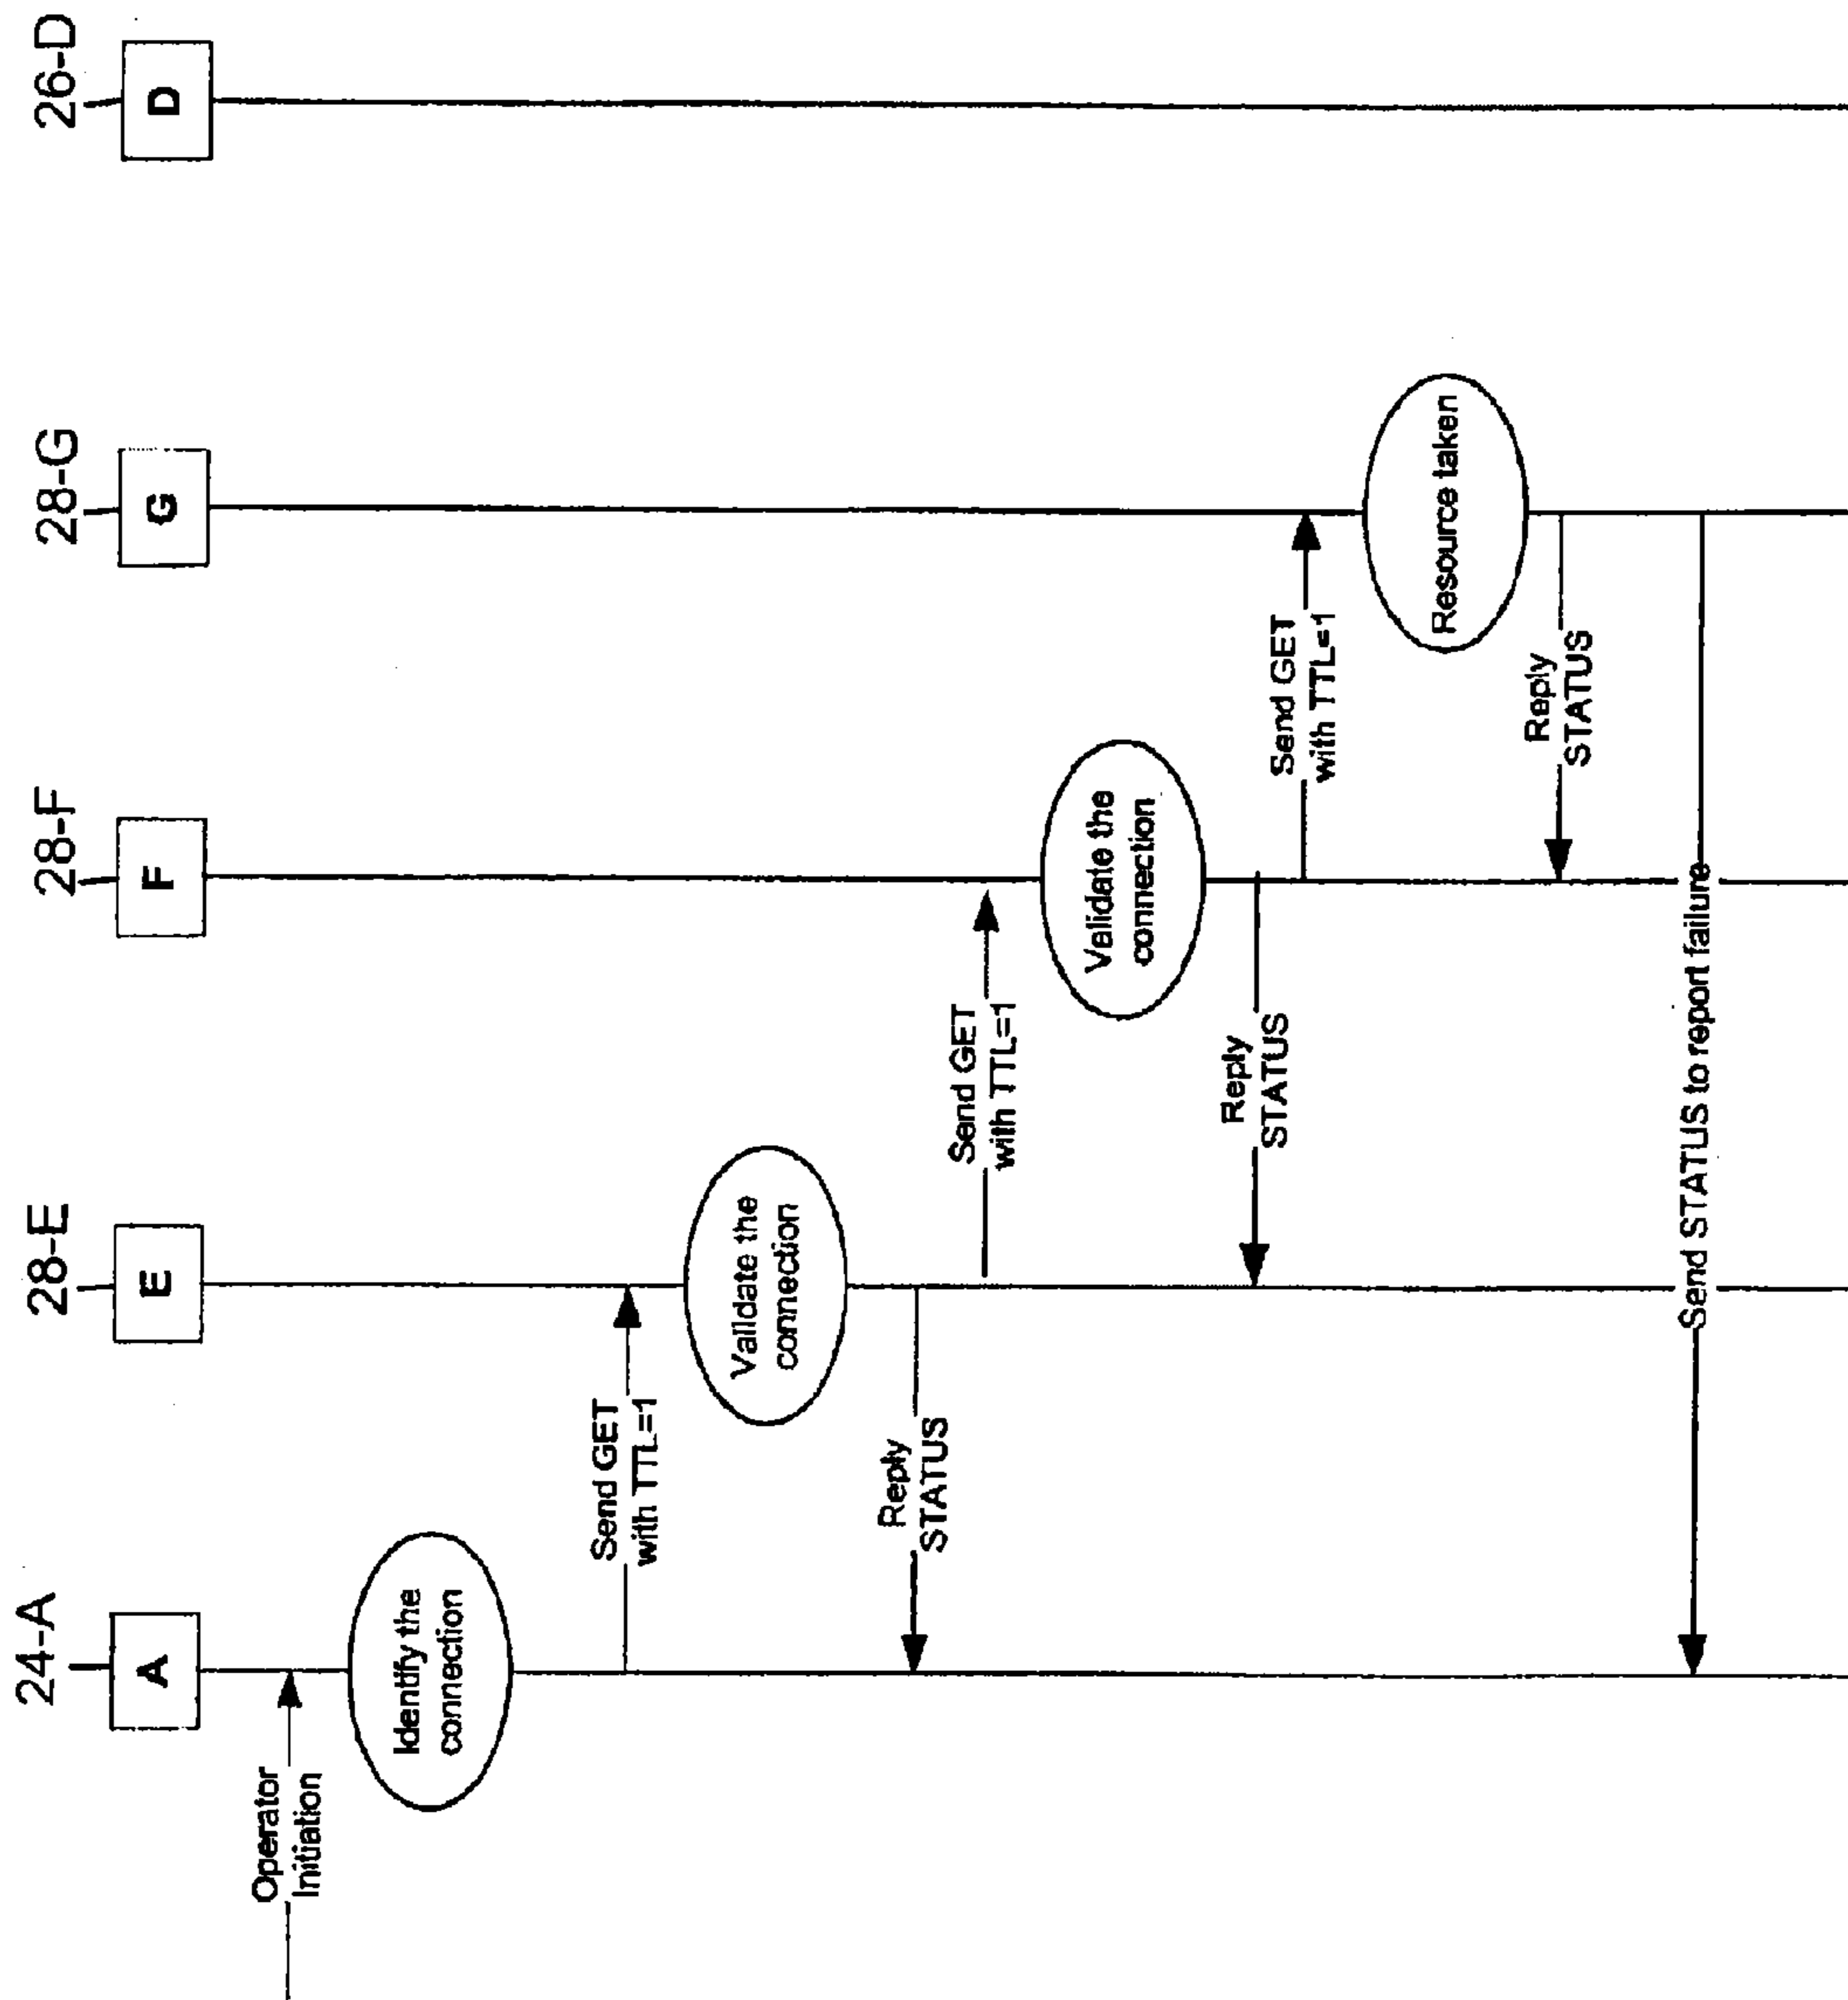 24-A
28-E
28-F
28-G
26-D
A
E
F
G
D
Operator
Initiation
Identify the
connection
Send GET
with TTL=1
Validate the
connection
Reply
STATUS
Send GET
with TTL=1
Validate the
connection
Reply
STATUS
Send GET
with TTL=1
Resource taken
Reply
STATUS
Send STATUS to report failure